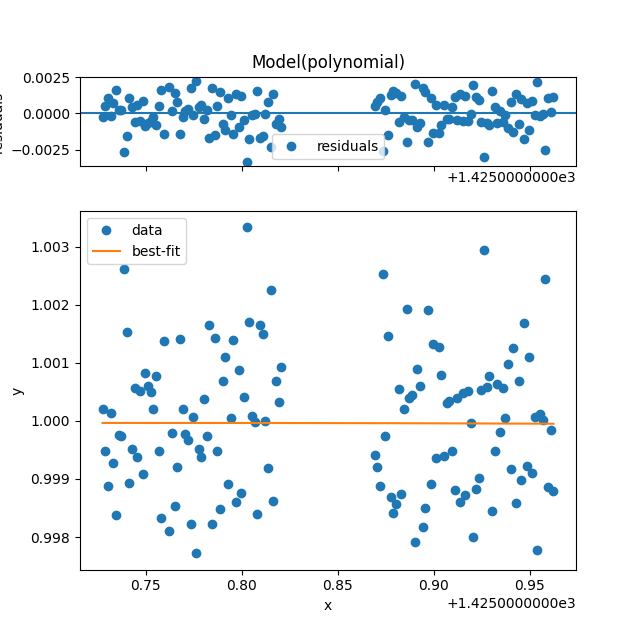 Model(polynomial)
0.0025
0.0000
−0.0025
residuals
residuals
+1.4250000000e3
1.003
1.002
1.001
1.000
0.999
0.998
y
data
best-fit
0.75
0.80
0.85
0.90
0.95
x
+1.4250000000e3